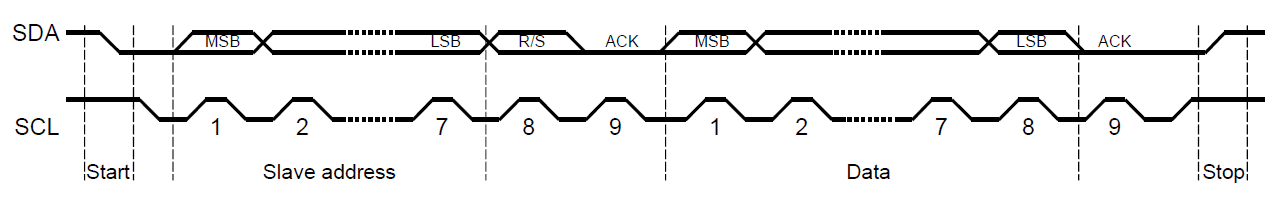 SDA MSB LSB R/S ACK MSB LSB ACK
SCL 1 2 7 8 9 1 2 7 8 9
Start Slave address Data Stop